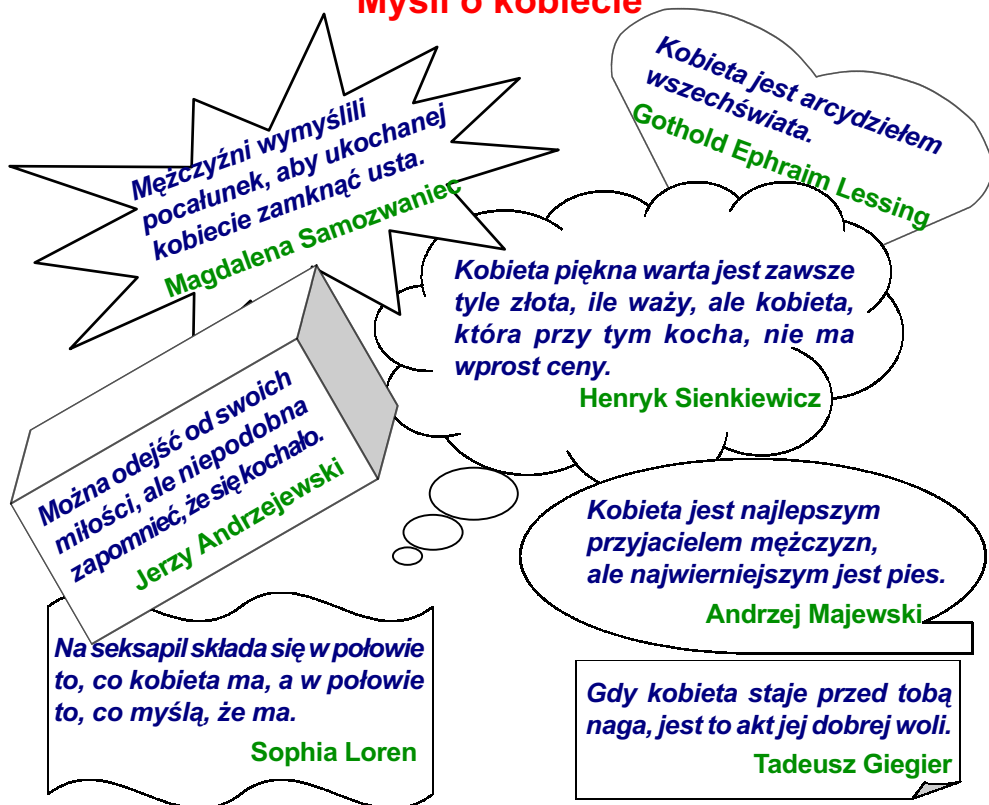 Myśli o kobiecie
Mężczyźni wymyślili
pocałunek, aby ukochanej
kobiecie zamknąć usta.
Magdalena Samozwaniec
Kobieta jest arcydziełem
wszechświata.
Gothold Ephraim Lessing
Kobieta piękna warta jest zawsze
tyle złota, ile waży, ale kobieta,
która przy tym kocha, nie ma
wprost ceny.
Henryk Sienkiewicz
Można odejść od swoich
miłości, ale niepodobna
zapomnieć, że się kochało.
Jerzy Andrzejewski
Kobieta jest najlepszym
przyjacielem mężczyzn,
ale najwierniejszym jest pies.
Andrzej Majewski
Na seksapil składa się w połowie
to, co kobieta ma, a w połowie
to, co myślą, że ma.
Sophia Loren
Gdy kobieta staje przed tobą
naga, jest to akt jej dobrej woli.
Tadeusz Giegier